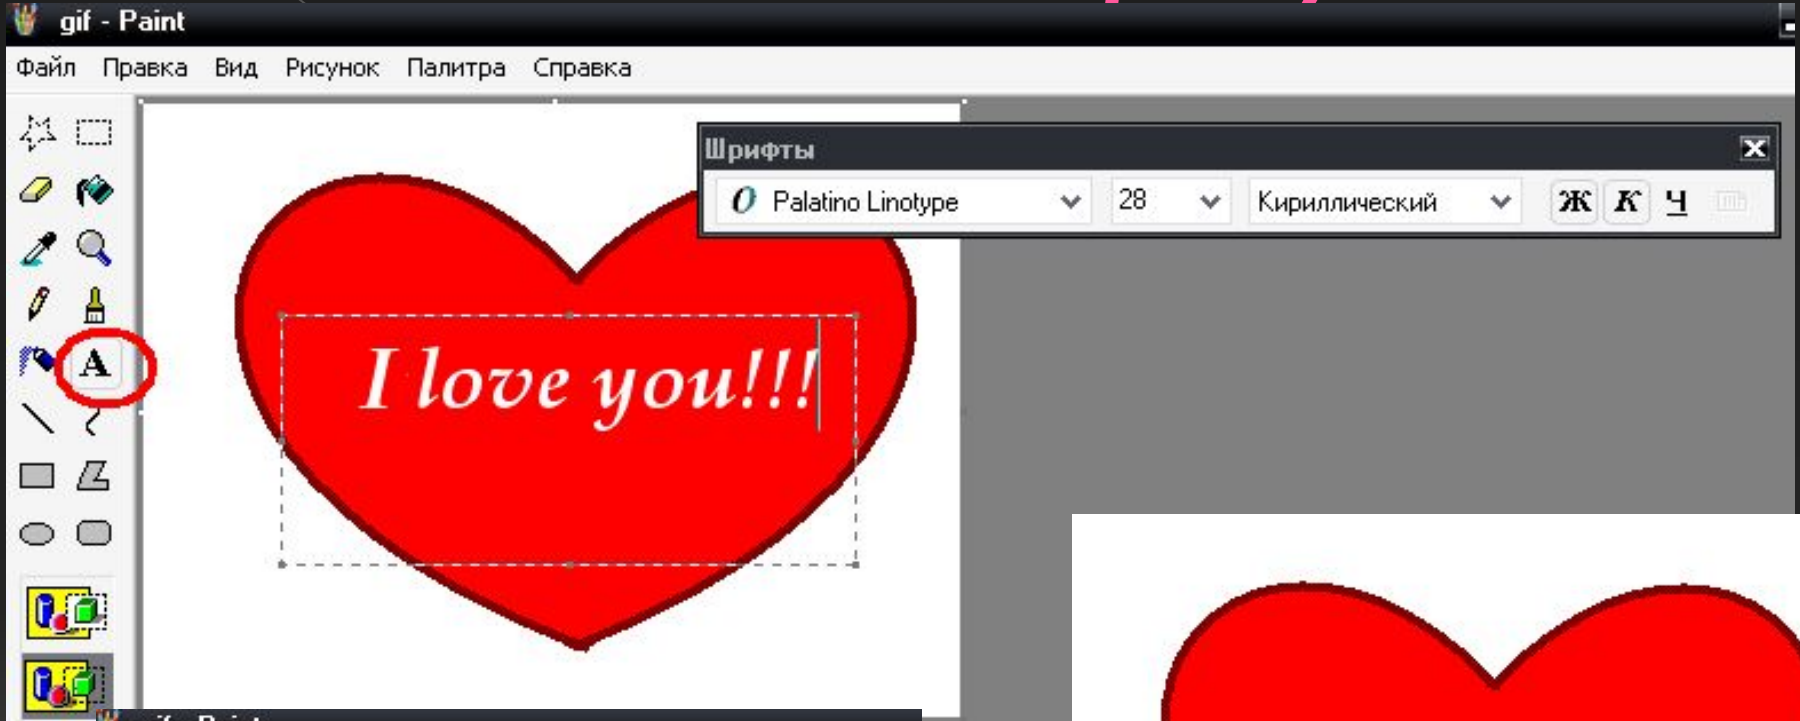 gif - Paint
Файл Правка Вид Рисунок Палитра Справка
Шрифты
O Palatino Linotype 28 Кириллический Ж К Ч
A
I love you!!!